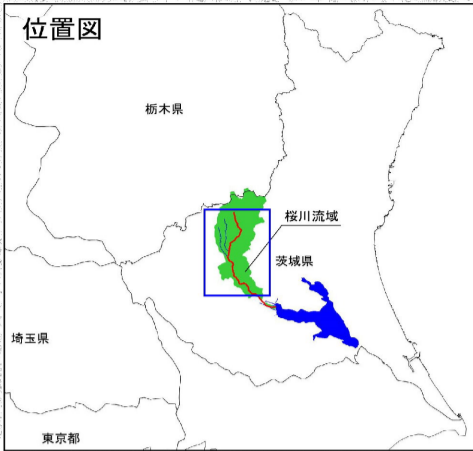 位置図
栃木県
桜川流域
茨城県
埼玉県
東京都